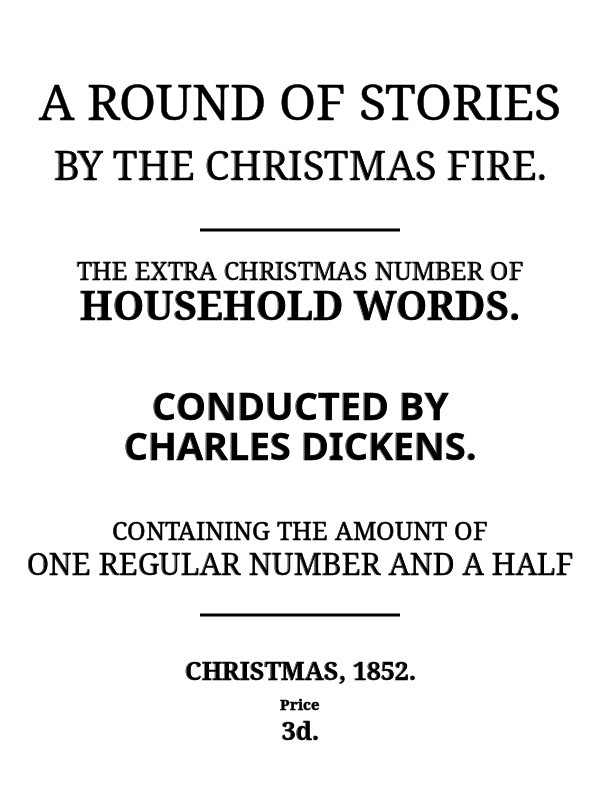 A ROUND OF STORIES
BY THE CHRISTMAS FIRE.
THE EXTRA CHRISTMAS NUMBER OF
HOUSEHOLD WORDS.
CONDUCTED BY
CHARLES DICKENS.
CONTAINING THE AMOUNT OF
ONE REGULAR NUMBER AND A HALF
CHRISTMAS, 1852.
Price
3d.